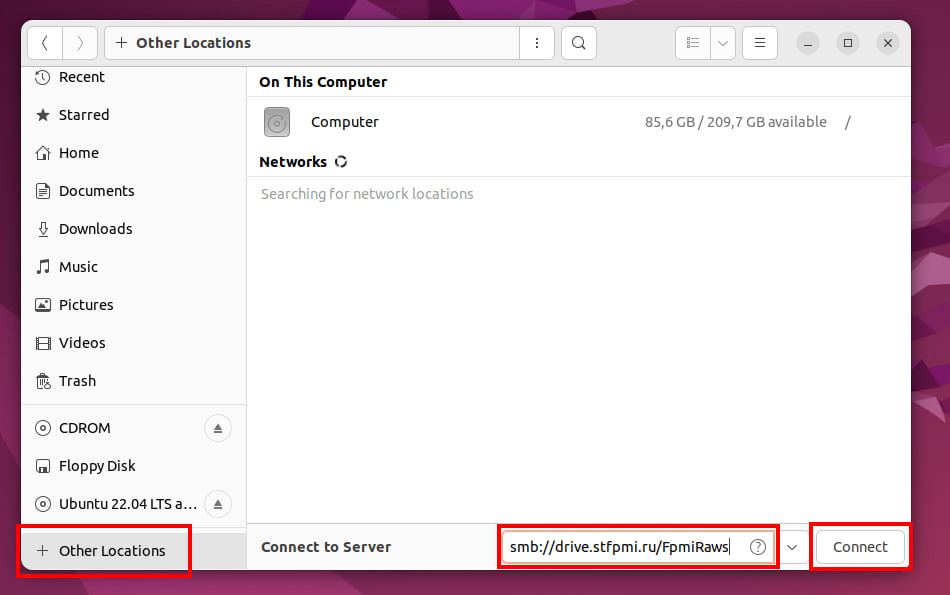 Other Locations
Recent
Starred
Home
Documents
Downloads
Music
Pictures
Videos
Trash
CDROM
Floppy Disk
Ubuntu 22.04 LTS a...
Other Locations
On This Computer
Computer 85,6 GB / 209,7 GB available /
Networks
Searching for network locations
Connect to Server smb://drive.stfpmi.ru/FpmiRaws ? Connect